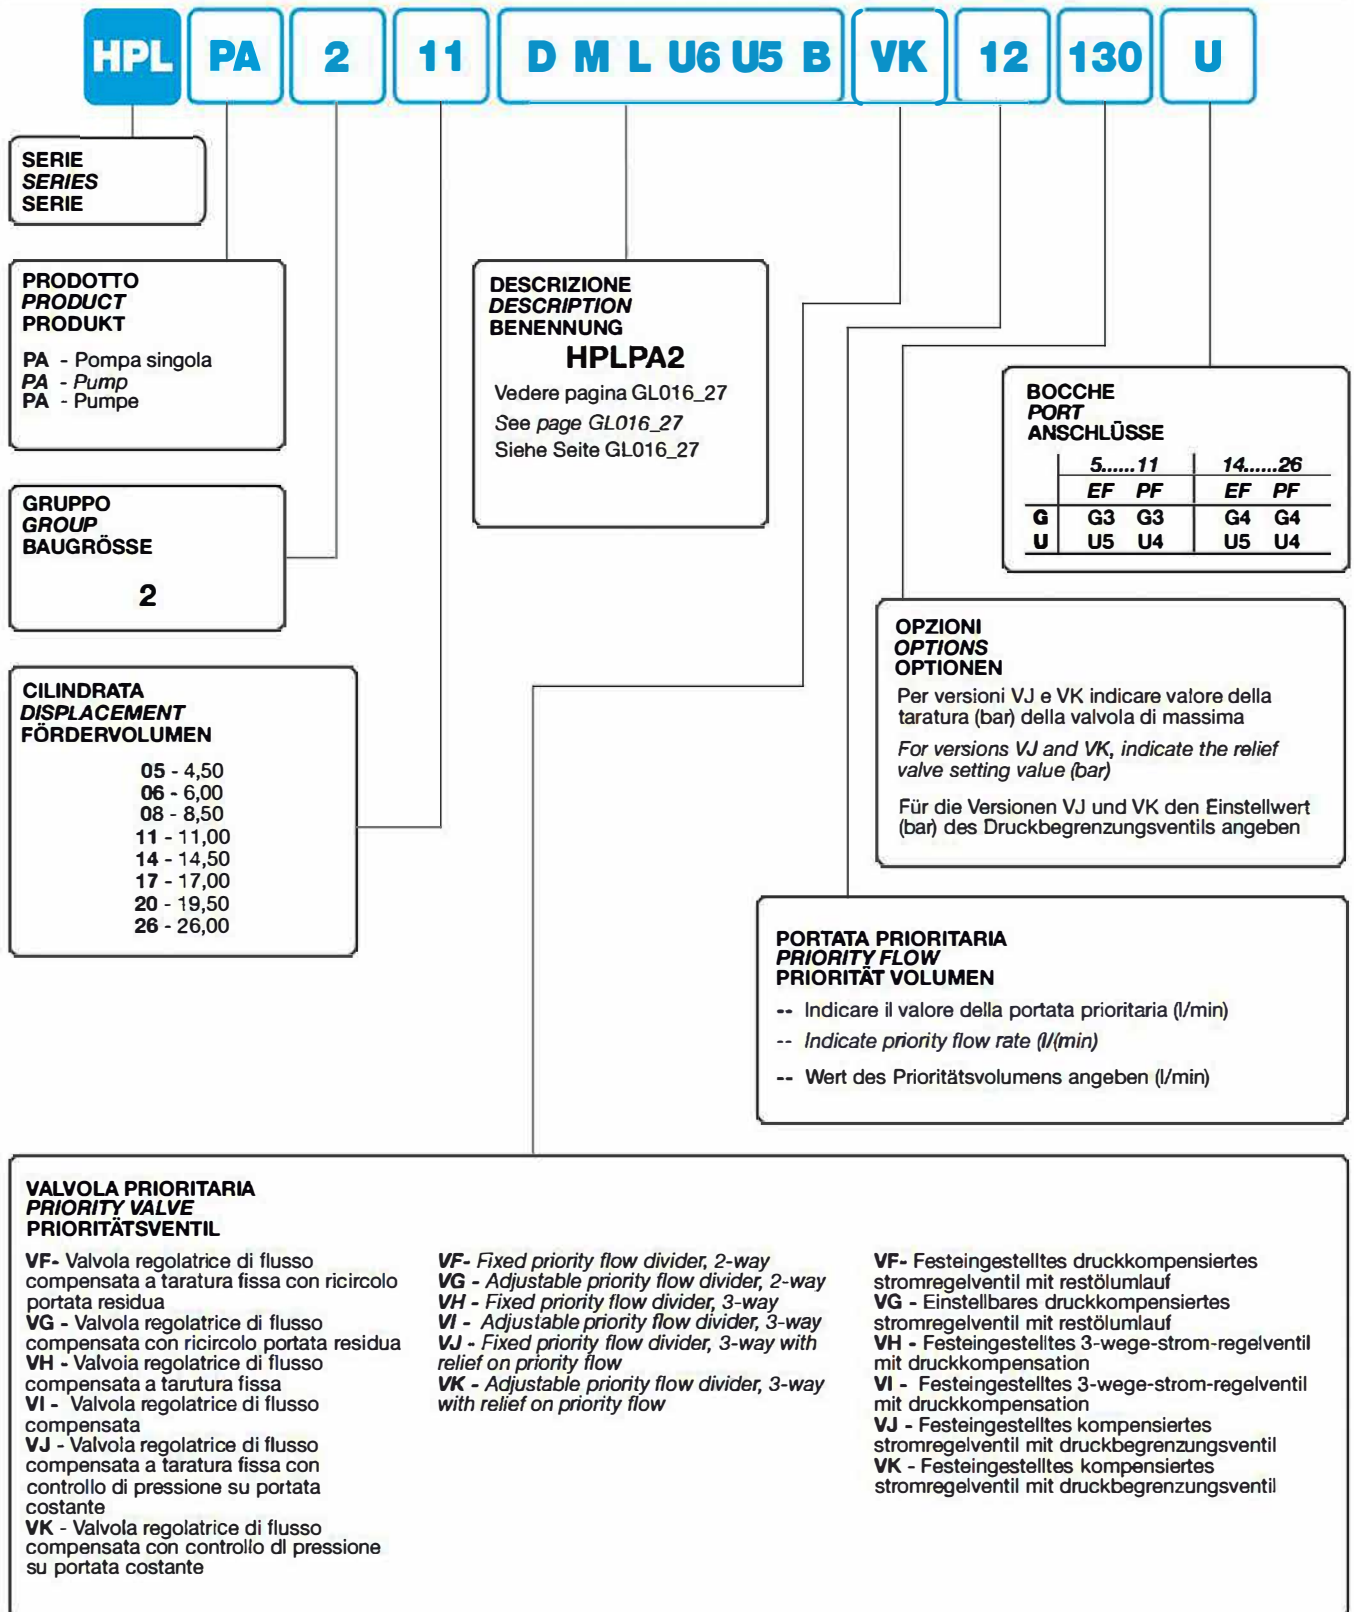 HPL PA 2 11 D M L U6 U5 B VK 12 130 U
SERIE
SERIES
SERIE
PRODOTTO
PRODUCT
PRODUKT
PA - Pompa singola
PA - Pump
PA - Pumpe
GRUPPO
GROUP
BAUGRÖSSE
2
CILINDRATA
DISPLACEMENT
FÖRDERVOLUMEN
05 - 4,50
06 - 6,00
08 - 8,50
11 - 11,00
14 - 14,50
17 - 17,00
20 - 19,50
26 - 26,00
DESCRIZIONE
DESCRIPTION
BENENNUNG
HPLPA2
Vedere pagina GL016_27
See page GL016_27
Siehe Seite GL016_27
BOCCHE
PORT
ANSCHLÜSSE
5......11 14......26
EF PF EF PF
G G3 G3 G4 G4
U U5 U4 U5 U4
OPZIONI
OPTIONS
OPTIONEN
Per versioni VJ e VK indicare valore della
taratura (bar) della valvola di massima
For versions VJ and VK, indicate the relief
valve setting value (bar)
Für die Versionen VJ und VK den Einstellwert
(bar) des Druckbegrenzungsventils angeben
PORTATA PRIORITARIA
PRIORITY FLOW
PRIORITÄT VOLUMEN
-- Indicare il valore della portata prioritaria (l/min)
-- Indicate priority flow rate (l/(min)
-- Wert des Prioritätsvolumens angeben (l/min)
VALVOLA PRIORITARIA
PRIORITY VALVE
PRIORITÄTSVENTIL
VF- Valvola regolatrice di flusso
compensata a taratura fissa con ricircolo
portata residua
VG - Valvola regolatrice di flusso
compensata con ricircolo portata residua
VH - Valvoia regolatrice di flusso
compensata a tarutura fissa
VI - Valvola regolatrice di flusso
compensata
VJ - Valvola regolatrice di flusso
compensata a taratura fissa con
controllo di pressione su portata
costante
VK - Valvola regolatrice di flusso
compensata con controllo dl pressione
su portata costante
VF- Fixed priority flow divider, 2-way
VG - Adjustable priority flow divider, 2-way
VH - Fixed priority flow divider, 3-way
VI - Adjustable priority flow divider, 3-way
VJ - Fixed priority flow divider, 3-way with
relief on priority flow
VK - Adjustable priority flow divider, 3-way
with relief on priority flow
VF- Festeingestelltes druckkompensiertes
stromregelventil mit restölumlauf
VG - Einstellbares druckkompensiertes
stromregelventil mit restölumlauf
VH - Festeingestelltes 3-wege-strom-regelventil
mit druckkompensation
VI - Festeingestelltes 3-wege-strom-regelventil
mit druckkompensation
VJ - Festeingestelltes kompensiertes
stromregelventil mit druckbegrenzungsventil
VK - Festeingestelltes kompensiertes
stromregelventil mit druckbegrenzungsventil